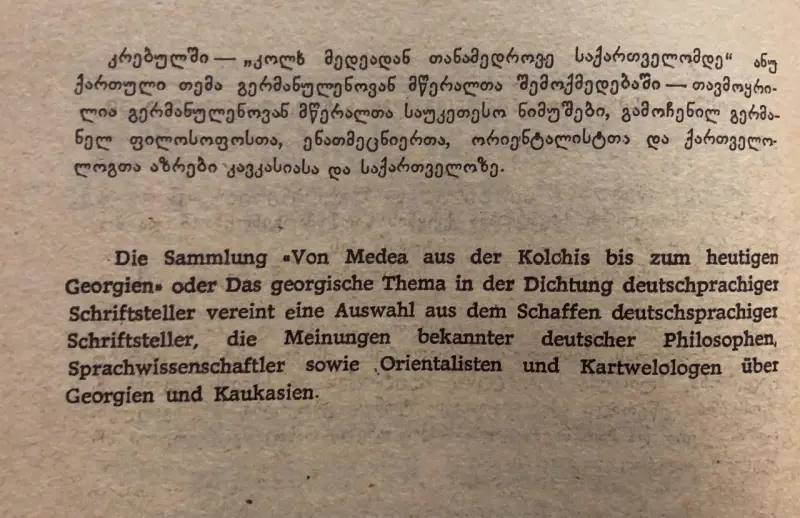 კრებულში — „კოლხ მედეადან თანამედროვე საქართველომდე“ ანუ
ქართული თემა გერმანულენოვან მწერალთა შემოქმედებაში — თავმოყრი-
ლია გერმანულენოვან მწერალთა საუკეთესო ნიმუშები, გამოჩენილ გერმა-
ნელ ფილოსოფოსთა, ენათმეცნიერთა, ორიენტალისტთა და ქართველო-
ლოგთა აზრები კავკასიასა და საქართველოზე.
Die Sammlung «Von Medea aus der Kolchis bis zum heutigen
Georgien» oder Das georgische Thema in der Dichtung deutschprachiger
Schriftsteller vereint eine Auswahl aus dem Schaffen deutschsprachiger
Schriftsteller, die Meinungen bekannter deutscher Philosophen,
Sprachwissenschaftler sowie Orientalisten und Kartwelologen über
Georgien und Kaukasien.